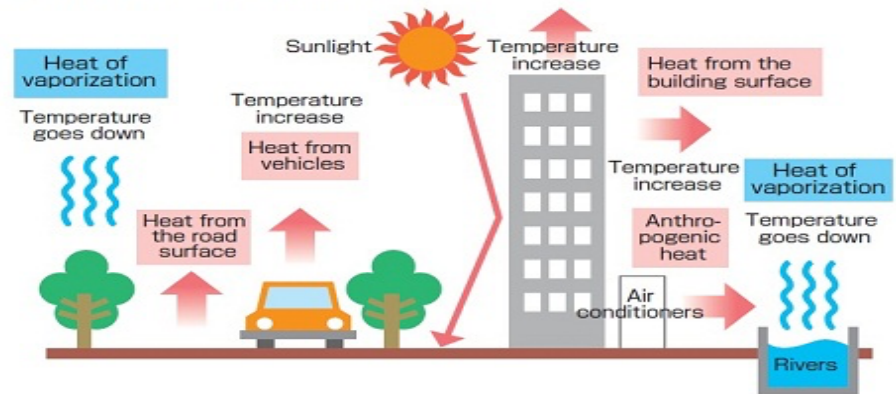 Heat of
vaporization
Temperature
goes down
Heat from
the road
surface
Temperature
increase
Heat from
vehicles
Sunlight
Temperature
increase
Heat from the
building surface
Temperature
increase
Anthro-
pogenic
heat
Air
conditioners
Heat of
vaporization
Temperature
goes down
Rivers